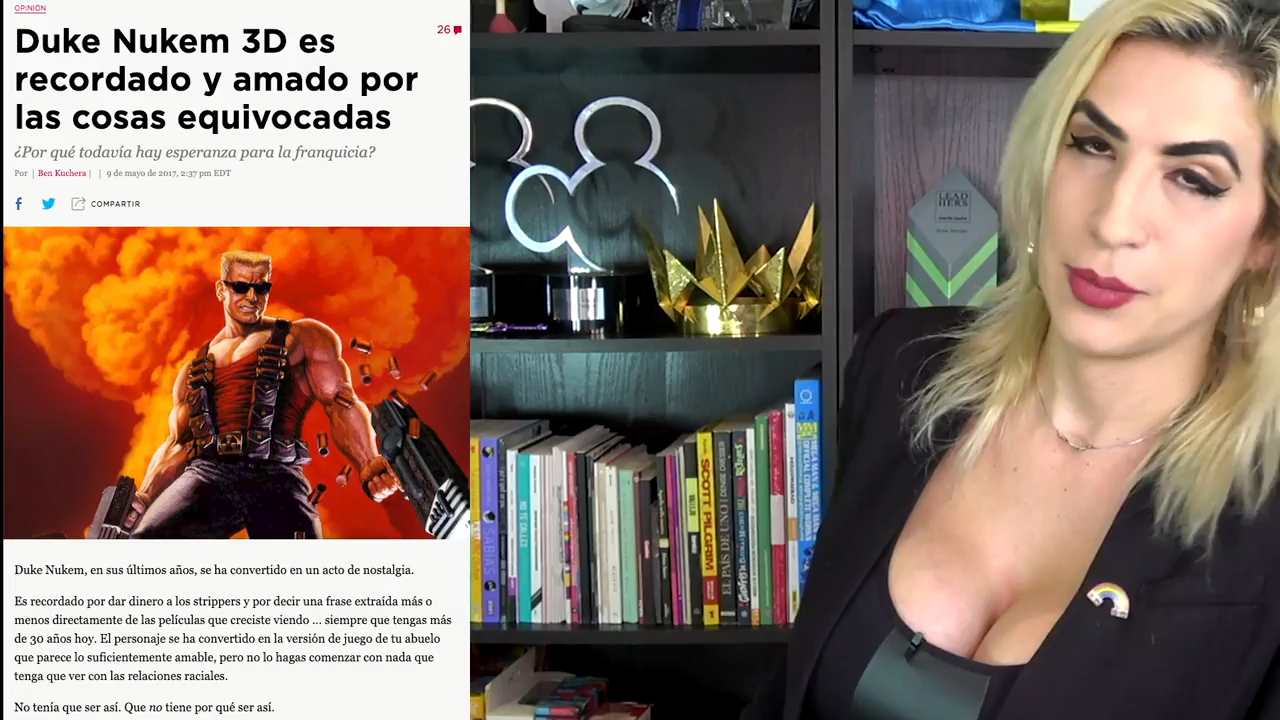 OPINIÓN
Duke Nukem 3D es
recordado y amado por
las cosas equivocadas
26
¿Por qué todavía hay esperanza para la franquicia?
Por | Ben Kuchera | | 9 de mayo de 2017, 2:37 pm EDT
COMPARTIR
Duke Nukem, en sus últimos años, se ha convertido en un acto de nostalgia.
Es recordado por dar dinero a los strippers y por decir una frase extraída más o
menos directamente de las películas que creciste viendo ... siempre que tengas más
de 30 años hoy. El personaje se ha convertido en la versión de juego de tu abuelo
que parece lo suficientemente amable, pero no lo hagas comenzar con nada que
tenga que ver con las relaciones raciales.
No tenía que ser así. Que no tiene por qué ser así.
LEAD
HERS
SABIAS
NO TE CALLES
VALLEJO
SCOTT PILGRIM
1
EL PAÍS DE UNO